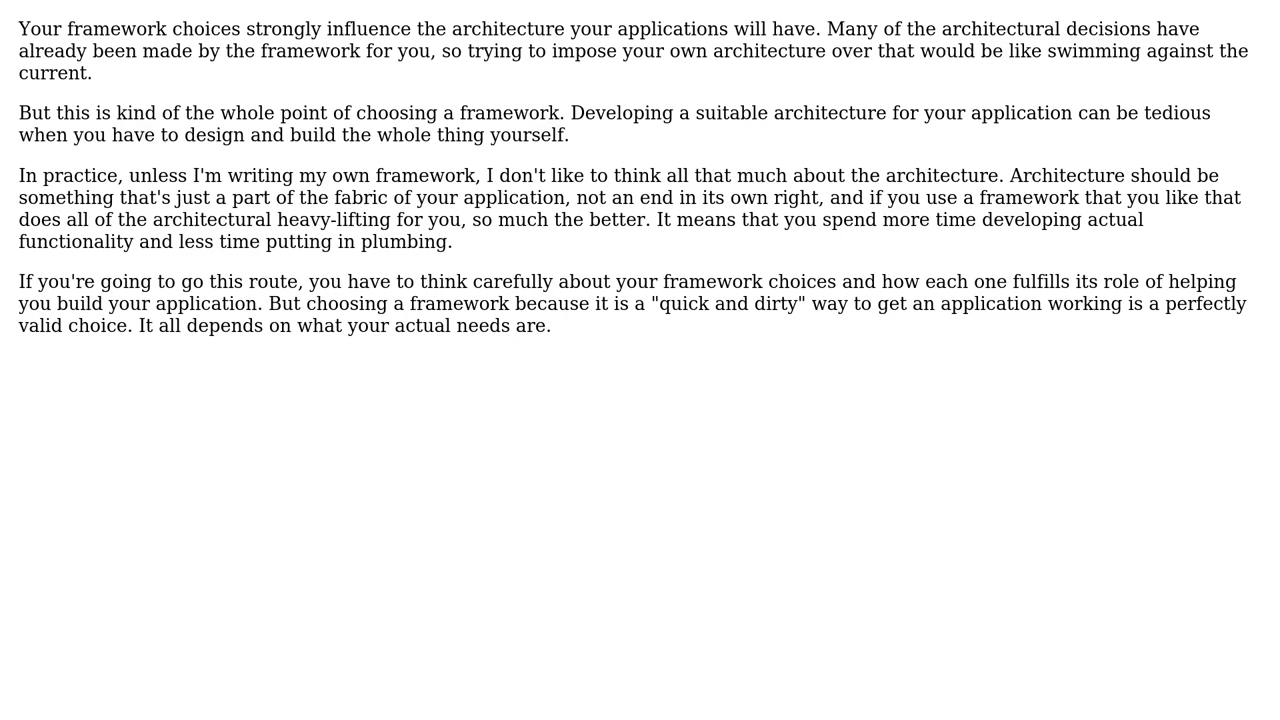 Your framework choices strongly influence the architecture your applications will have. Many of the architectural decisions have
already been made by the framework for you, so trying to impose your own architecture over that would be like swimming against the
current.
But this is kind of the whole point of choosing a framework. Developing a suitable architecture for your application can be tedious
when you have to design and build the whole thing yourself.
In practice, unless I'm writing my own framework, I don't like to think all that much about the architecture. Architecture should be
something that's just a part of the fabric of your application, not an end in its own right, and if you use a framework that you like that
does all of the architectural heavy-lifting for you, so much the better. It means that you spend more time developing actual
functionality and less time putting in plumbing.
If you're going to go this route, you have to think carefully about your framework choices and how each one fulfills its role of helping
you build your application. But choosing a framework because it is a "quick and dirty" way to get an application working is a perfectly
valid choice. It all depends on what your actual needs are.